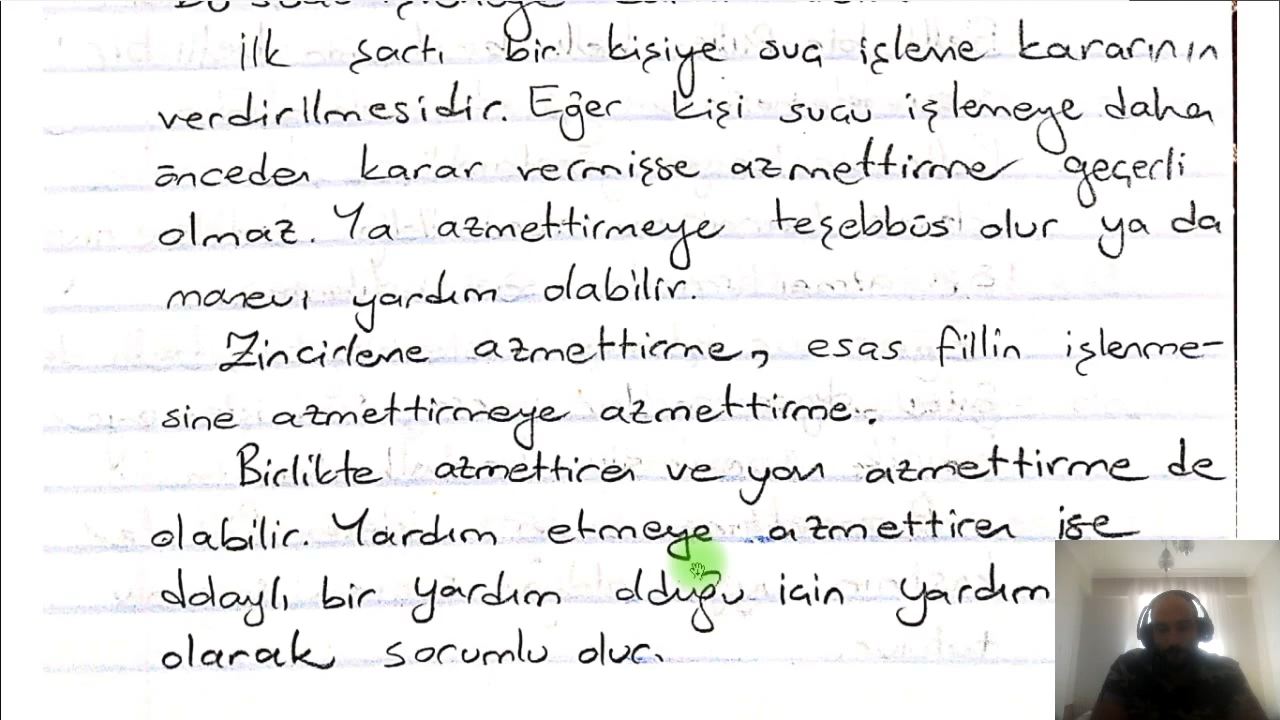 ilk şartı bir kişiye suç işleme kararının
verdirilmesidir. Eğer kişi suçu işlemeye daha
önceden karar vermişse azmettirme geçerli
olmaz. Ya azmettirmeye teşebbüs olur ya da
manevi yardım olabilir.
Zincirleme azmettirme, esas fiilin işlenme-
sine azmettirmeye azmettirme.
Birlikte azmettiren ve yan azmettirme de
olabilir. Yardım etmeye azmettiren ise
dolaylı bir yardım olduğu için yardım
olarak sorumlu olur.